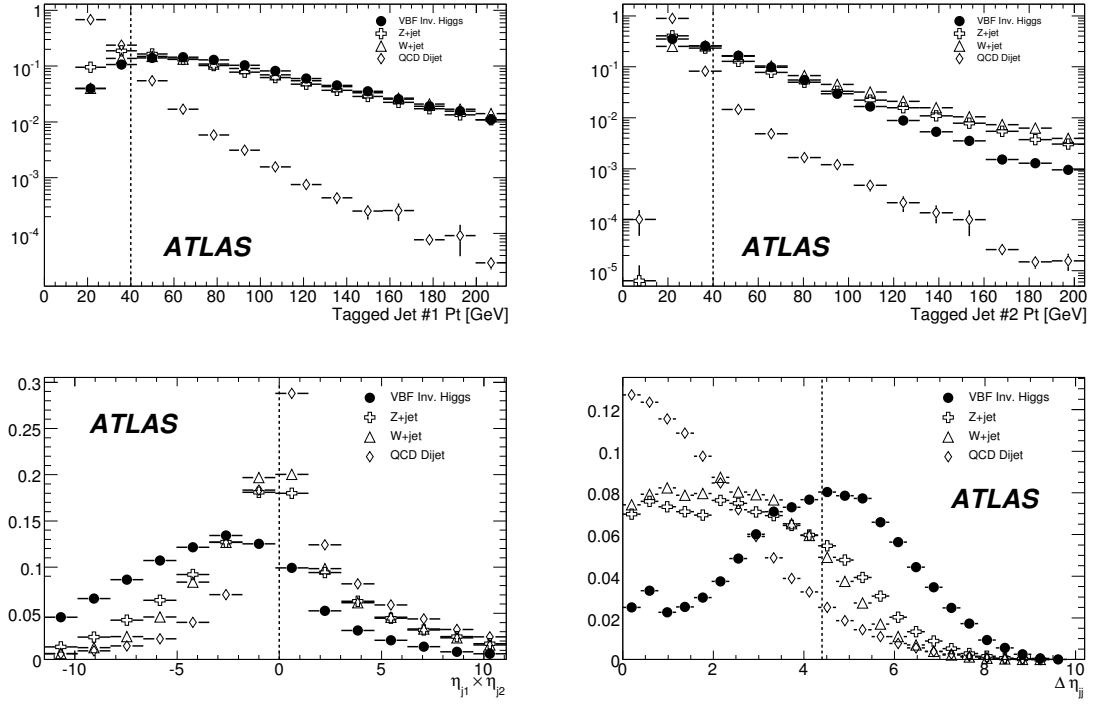 1
10⁻¹
10⁻²
10⁻³
10⁻⁴
VBF Inv. Higgs
Z+jet
W+jet
QCD Dijet
ATLAS
0 20 40 60 80 100 120 140 160 180 200
Tagged Jet #1 Pt [GeV]
1
10⁻¹
10⁻²
10⁻³
10⁻⁴
10⁻⁵
VBF Inv. Higgs
Z+jet
W+jet
QCD Dijet
ATLAS
0 20 40 60 80 100 120 140 160 180 200
Tagged Jet #2 Pt [GeV]
0.3
0.25
0.2
0.15
0.1
0.05
0
ATLAS
VBF Inv. Higgs
Z+jet
W+jet
QCD Dijet
-10 -5 0 5 10
η_j1 × η_j2
0.12
0.1
0.08
0.06
0.04
0.02
0
VBF Inv. Higgs
Z+jet
W+jet
QCD Dijet
ATLAS
0 2 4 6 8 10
Δ η_jj